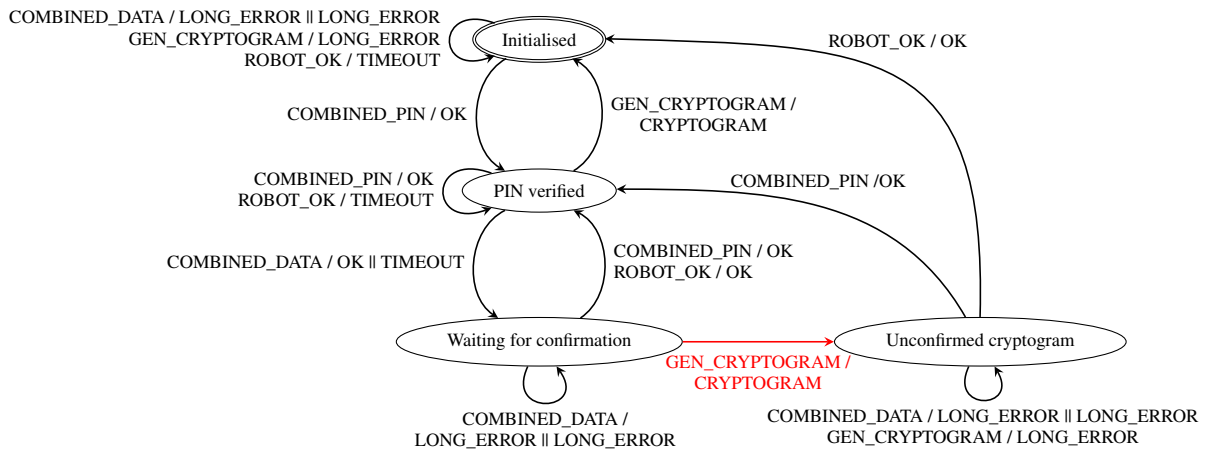 COMBINED_DATA / LONG_ERROR || LONG_ERROR
GEN_CRYPTOGRAM / LONG_ERROR
ROBOT_OK / TIMEOUT
Initialised
ROBOT_OK / OK
COMBINED_PIN / OK
GEN_CRYPTOGRAM /
CRYPTOGRAM
COMBINED_PIN / OK
ROBOT_OK / TIMEOUT
PIN verified
COMBINED_PIN /OK
COMBINED_DATA / OK || TIMEOUT
COMBINED_PIN / OK
ROBOT_OK / OK
Waiting for confirmation
GEN_CRYPTOGRAM /
CRYPTOGRAM
Unconfirmed cryptogram
COMBINED_DATA /
LONG_ERROR || LONG_ERROR
COMBINED_DATA / LONG_ERROR || LONG_ERROR
GEN_CRYPTOGRAM / LONG_ERROR